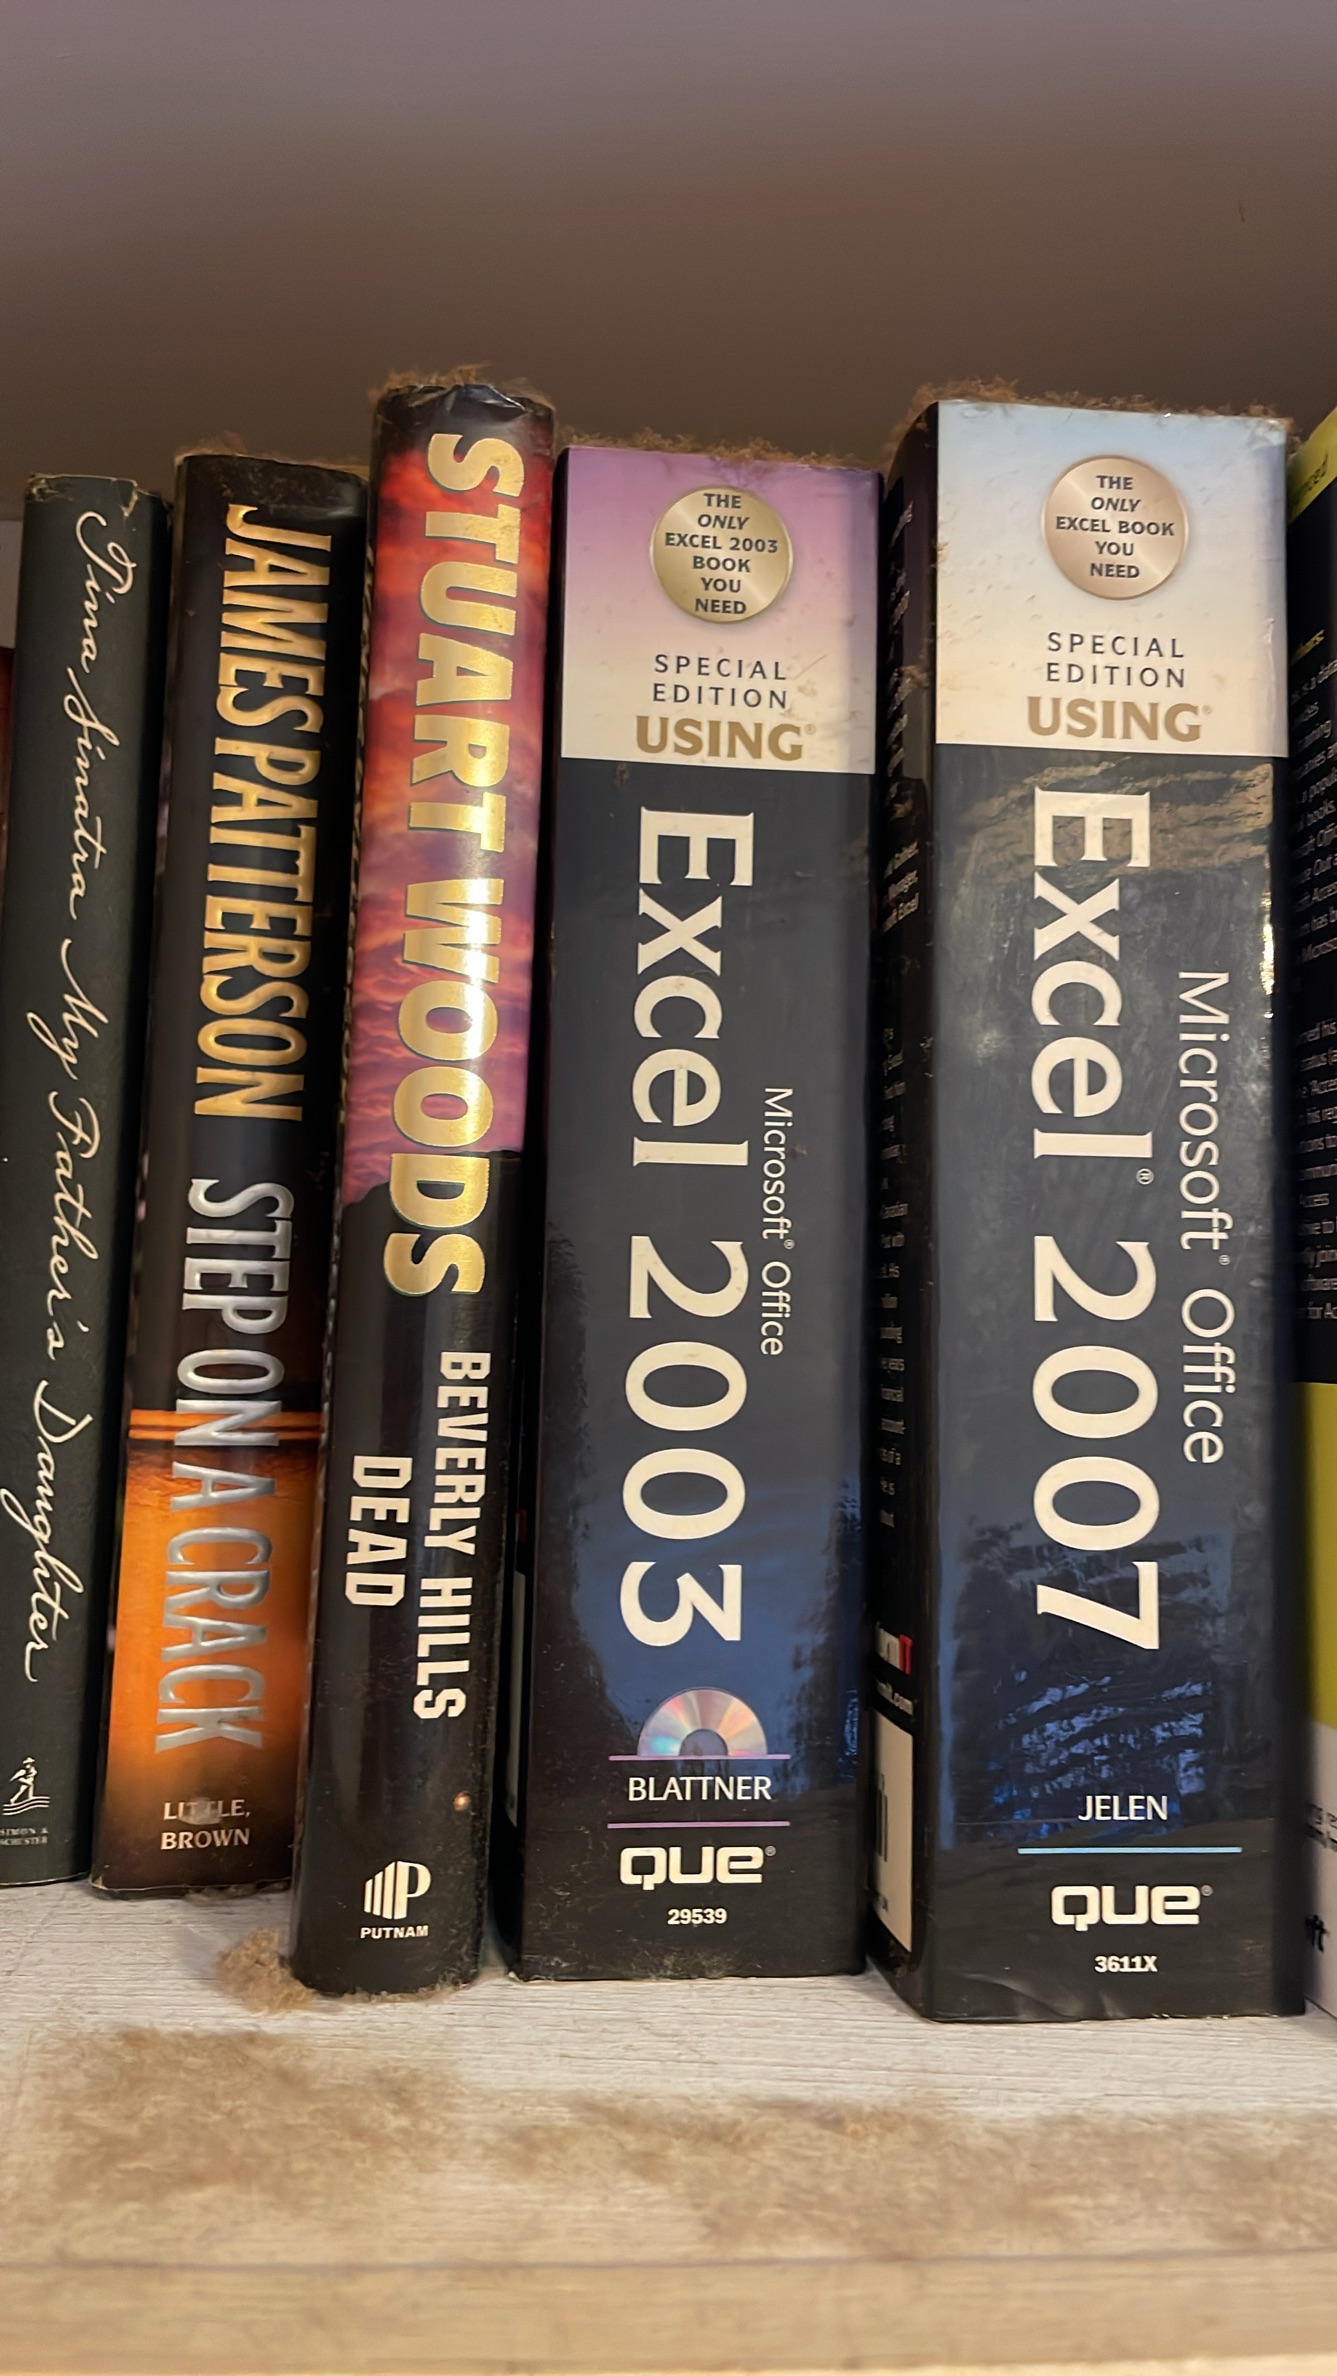 Tina Sinatra My Father's Daughter
SIMON &
SCHUSTER
JAMES PATTERSON STEP ON A CRACK
LITTLE,
BROWN
STUART WOODS
BEVERLY HILLS
DEAD
PUTNAM
THE
ONLY
EXCEL 2003
BOOK
YOU
NEED
SPECIAL
EDITION
USING®
Microsoft® Office
Excel 2003
BLATTNER
QUE®
29539
THE
ONLY
EXCEL BOOK
YOU
NEED
SPECIAL
EDITION
USING®
Microsoft® Office
Excel® 2007
JELEN
QUE®
3611X